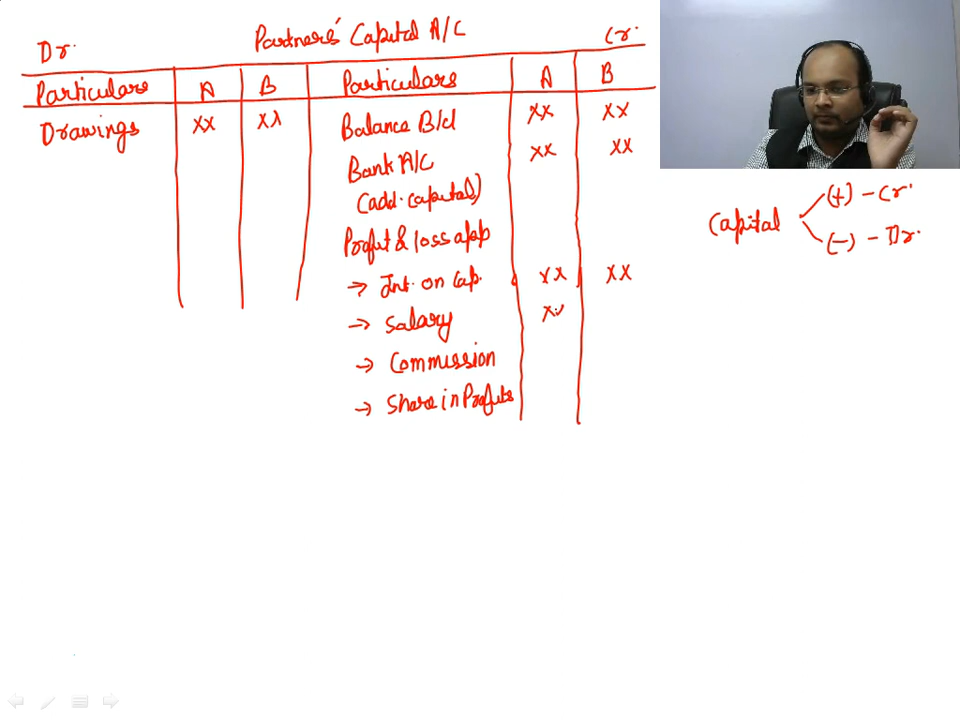 Partners' Capital A/C
Dr. Cr.
Particulars A B Particulars A B
Drawings xx xx Balance B/d xx xx
Bank A/C xx xx
(add. capital)
Profit & loss app
→ Int. on Cap. xx xx
→ Salary xx
→ Commission
→ Share in Profits
Capital (+) - Cr.
(-) - Dr.